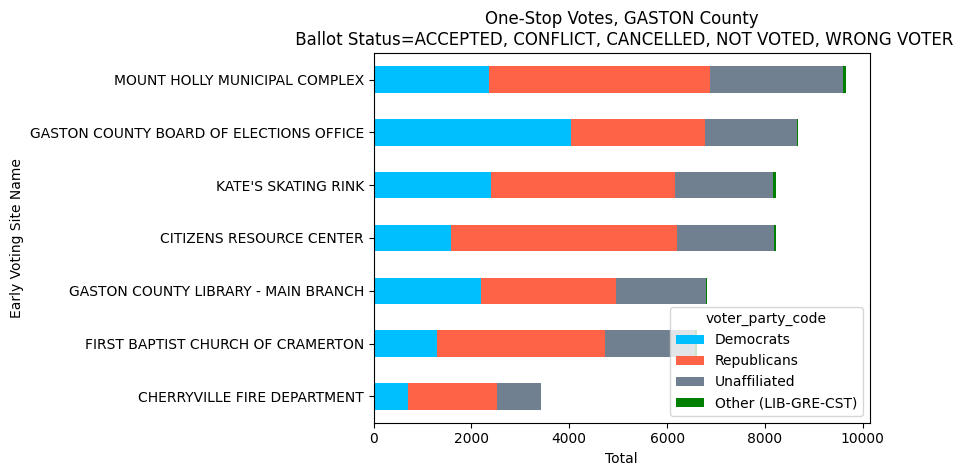 One-Stop Votes, GASTON County
Ballot Status=ACCEPTED, CONFLICT, CANCELLED, NOT VOTED, WRONG VOTER
Early Voting Site Name
MOUNT HOLLY MUNICIPAL COMPLEX
GASTON COUNTY BOARD OF ELECTIONS OFFICE
KATE'S SKATING RINK
CITIZENS RESOURCE CENTER
GASTON COUNTY LIBRARY - MAIN BRANCH
FIRST BAPTIST CHURCH OF CRAMERTON
CHERRYVILLE FIRE DEPARTMENT
voter_party_code
Democrats
Republicans
Unaffiliated
Other (LIB-GRE-CST)
0 2000 4000 6000 8000 10000
Total